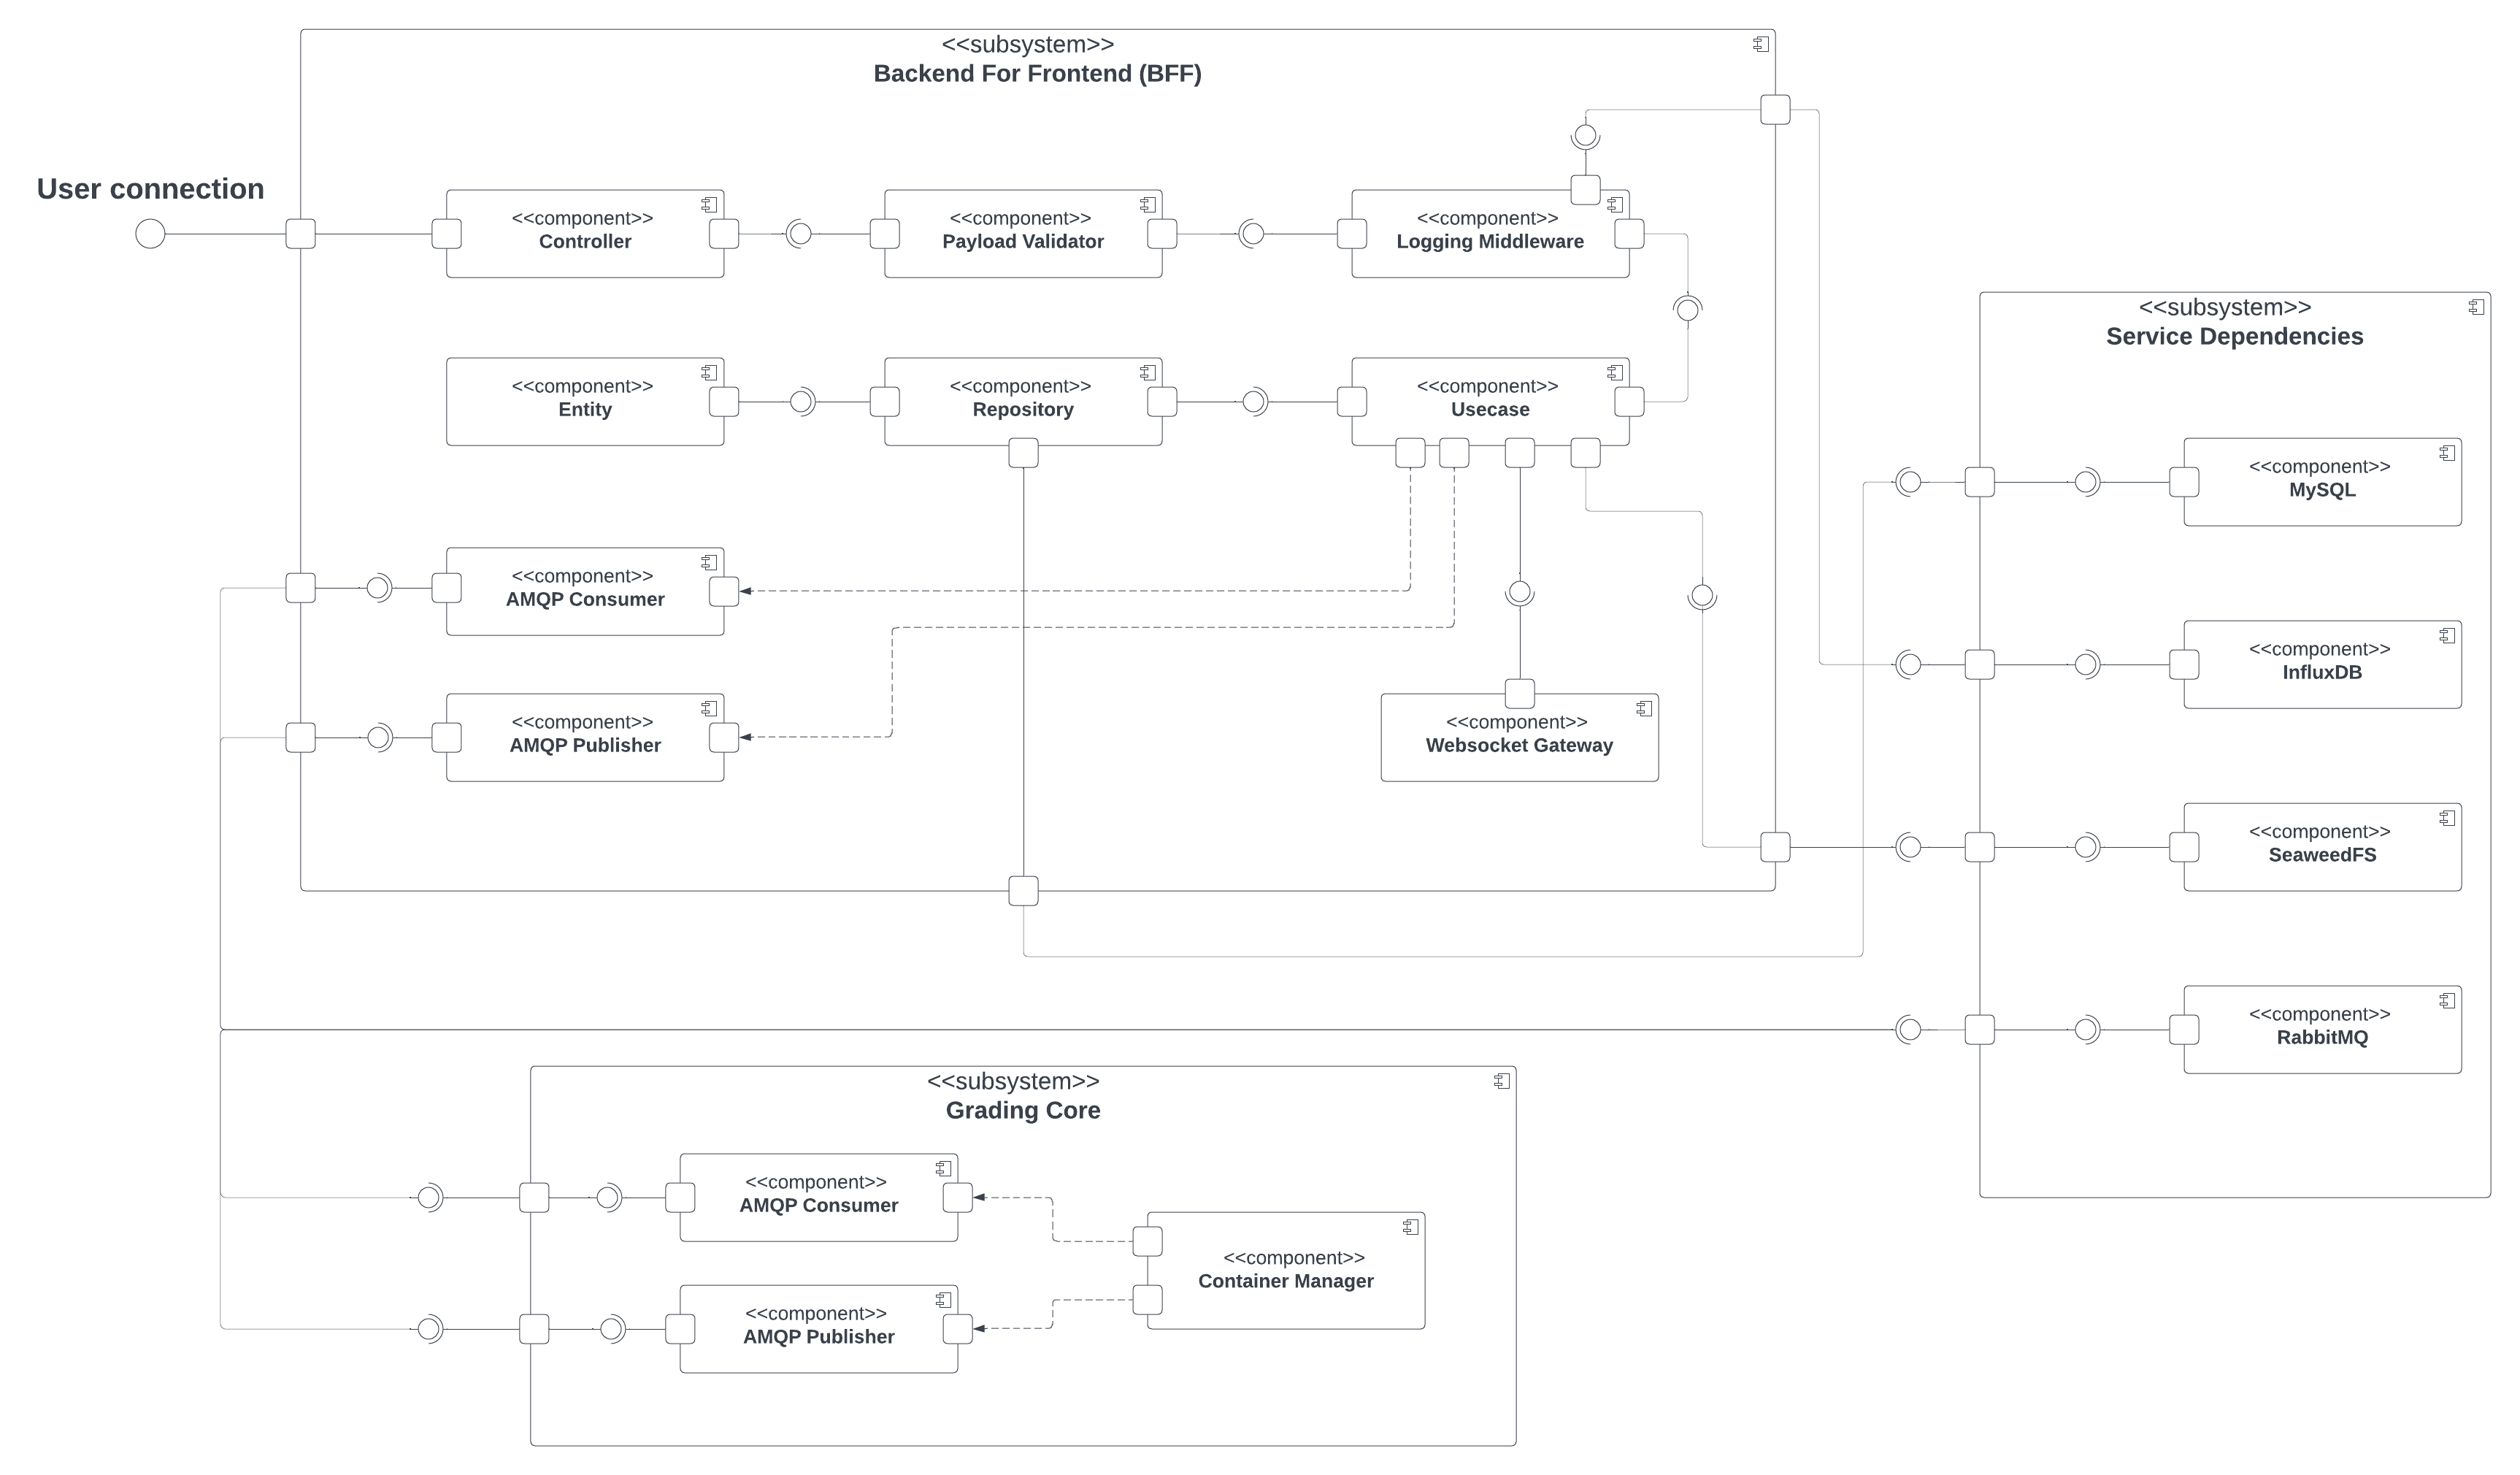 <<subsystem>>
Backend For Frontend (BFF)
User connection
<<component>>
Controller
<<component>>
Payload Validator
<<component>>
Logging Middleware
<<component>>
Entity
<<component>>
Repository
<<component>>
Usecase
<<component>>
AMQP Consumer
<<component>>
AMQP Publisher
<<component>>
Websocket Gateway
<<subsystem>>
Service Dependencies
<<component>>
MySQL
<<component>>
InfluxDB
<<component>>
SeaweedFS
<<component>>
RabbitMQ
<<subsystem>>
Grading Core
<<component>>
AMQP Consumer
<<component>>
AMQP Publisher
<<component>>
Container Manager